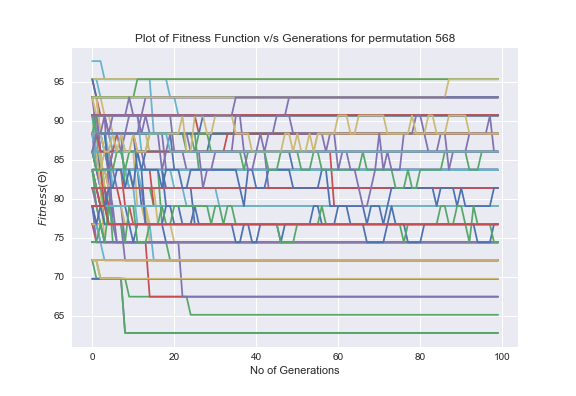 Plot of Fitness Function v/s Generations for permutation 568
Fitness(Θ)
95
90
85
80
75
70
65
0 20 40 60 80 100
No of Generations